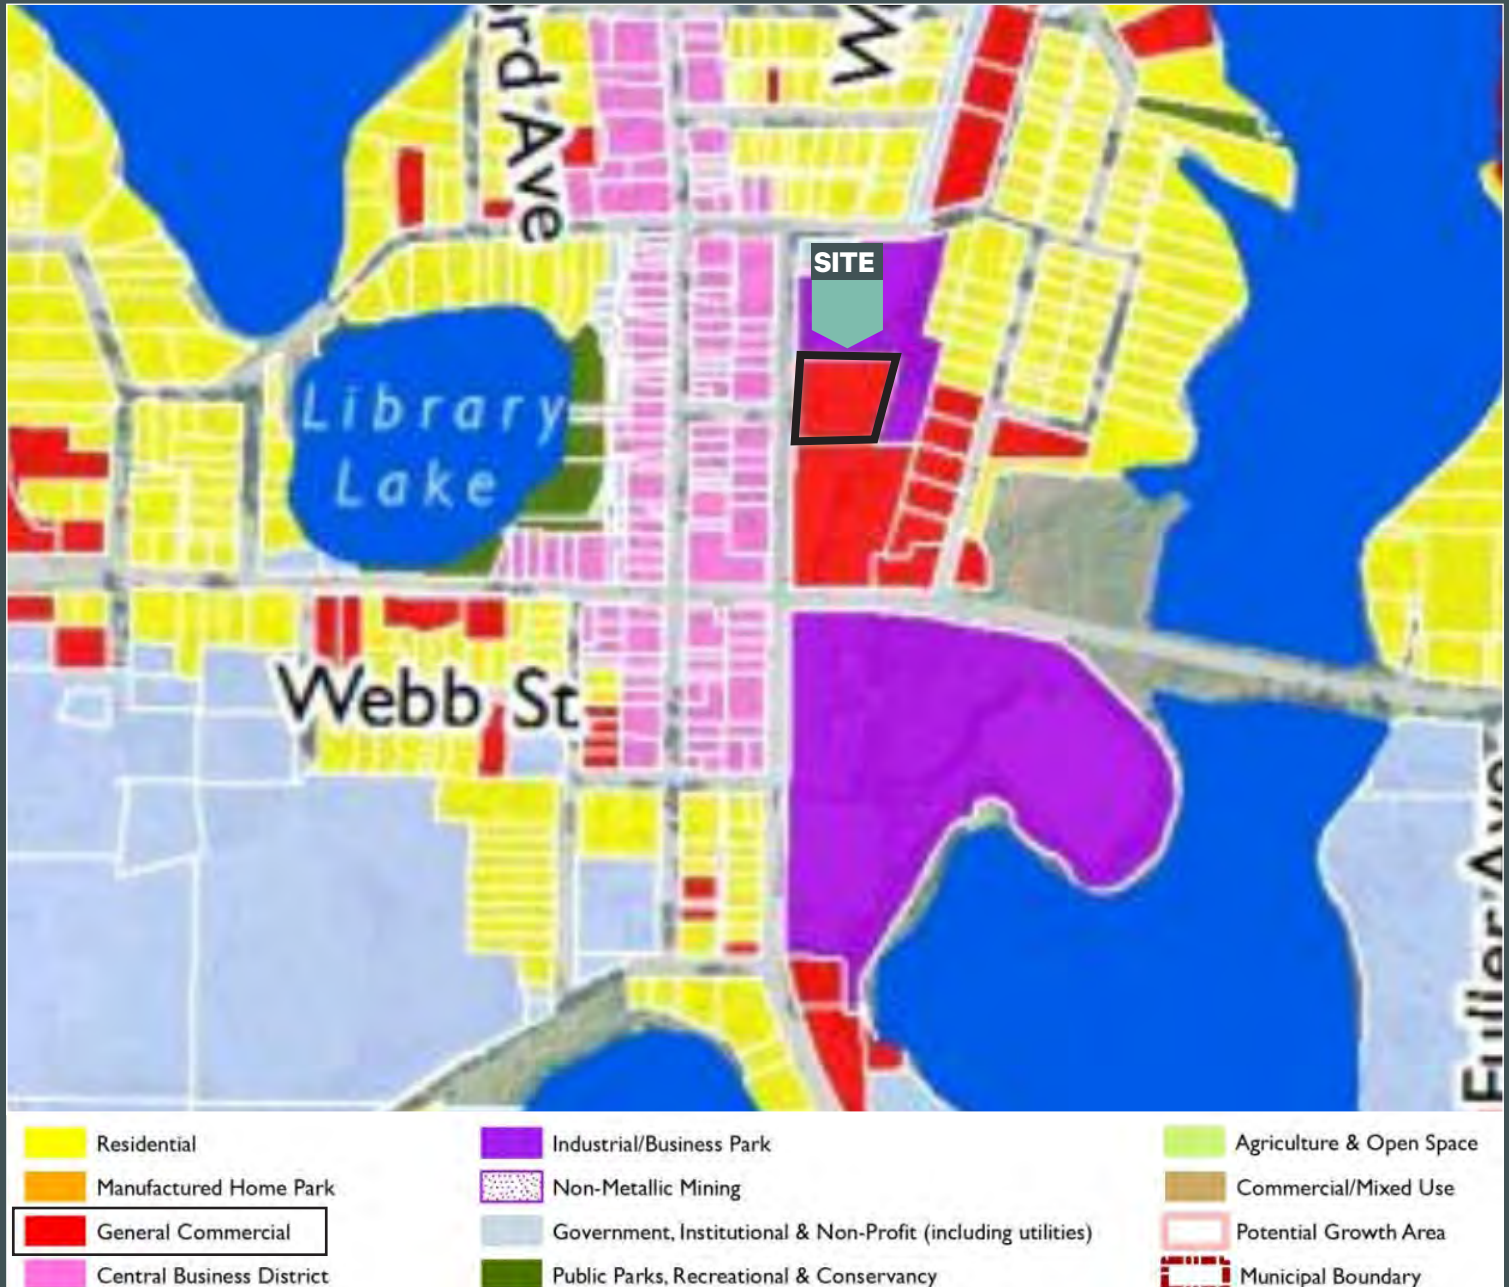 rd Ave
W
SITE
Library
Lake
Webb St
Fuller Ave
Residential
Manufactured Home Park
General Commercial
Central Business District
Industrial/Business Park
Non-Metallic Mining
Government, Institutional & Non-Profit (including utilities)
Public Parks, Recreational & Conservancy
Agriculture & Open Space
Commercial/Mixed Use
Potential Growth Area
Municipal Boundary